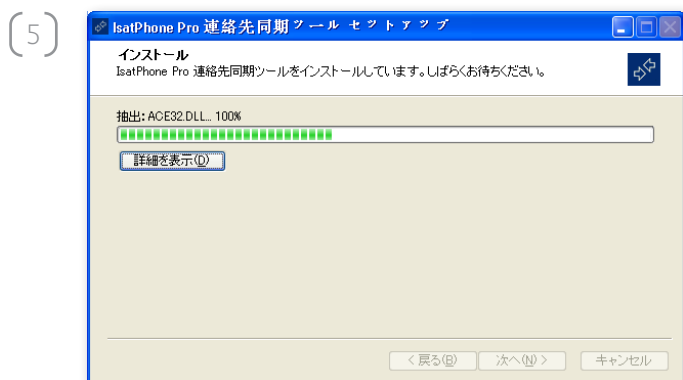 5
IsatPhone Pro 連絡先同期ツール セットアップ
インストール
IsatPhone Pro 連絡先同期ツールをインストールしています。しばらくお待ちください。
抽出: ACE32.DLL... 100%
詳細を表示(D)
< 戻る(B) 次へ(N) > キャンセル